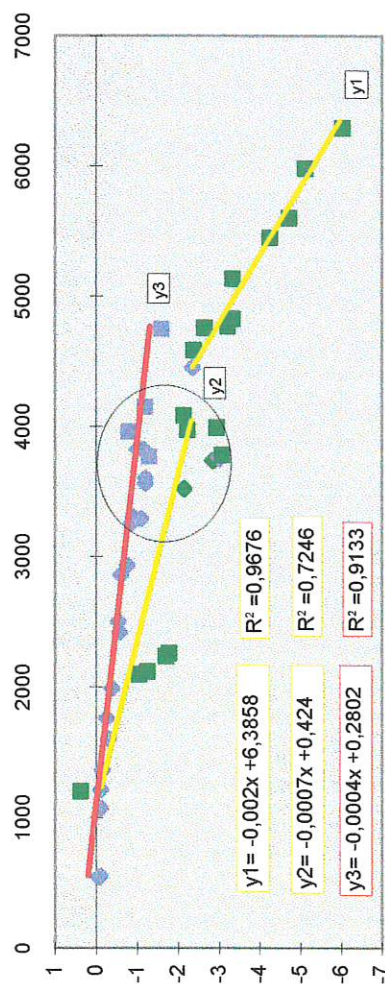 0 1000 2000 3000 4000 5000 6000 7000
1
0
-1
-2
-3
-4
-5
-6
-7
y3
y2
y1
y1= -0,002x +6,3858 R² =0,9676
y2= -0,0007x +0,424 R² =0,7246
y3= -0,0004x +0,2802 R² =0,9133